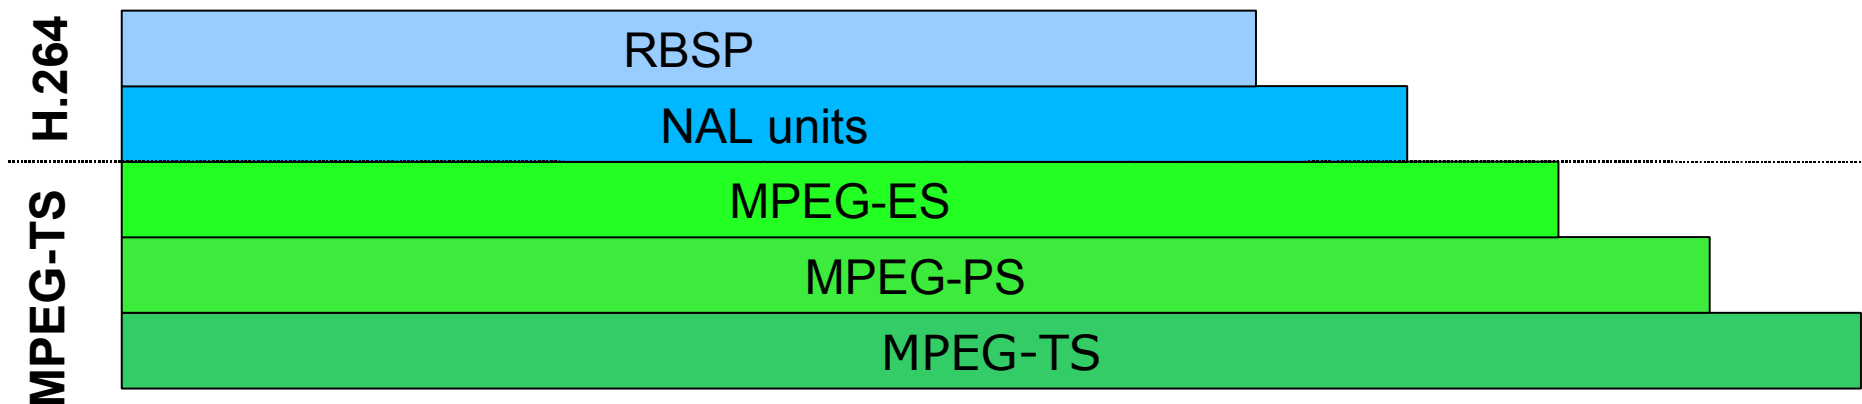 H.264
RBSP
NAL units
MPEG-TS
MPEG-ES
MPEG-PS
MPEG-TS